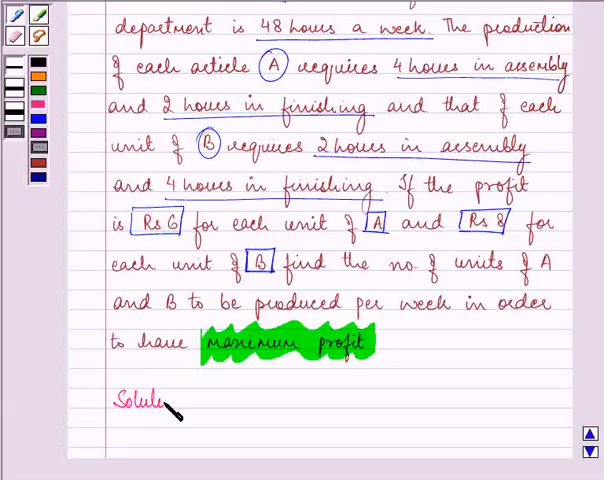 department is 48 hours a week. The production
of each article A requires 4 hours in assembly
and 2 hours in finishing and that of each
unit of B requires 2 hours in assembly
and 4 hours in finishing. If the profit
is Rs 6 for each unit of A and Rs 8 for
each unit of B find the no. of units of A
and B to be produced per week in order
to have maximum profit
Solut